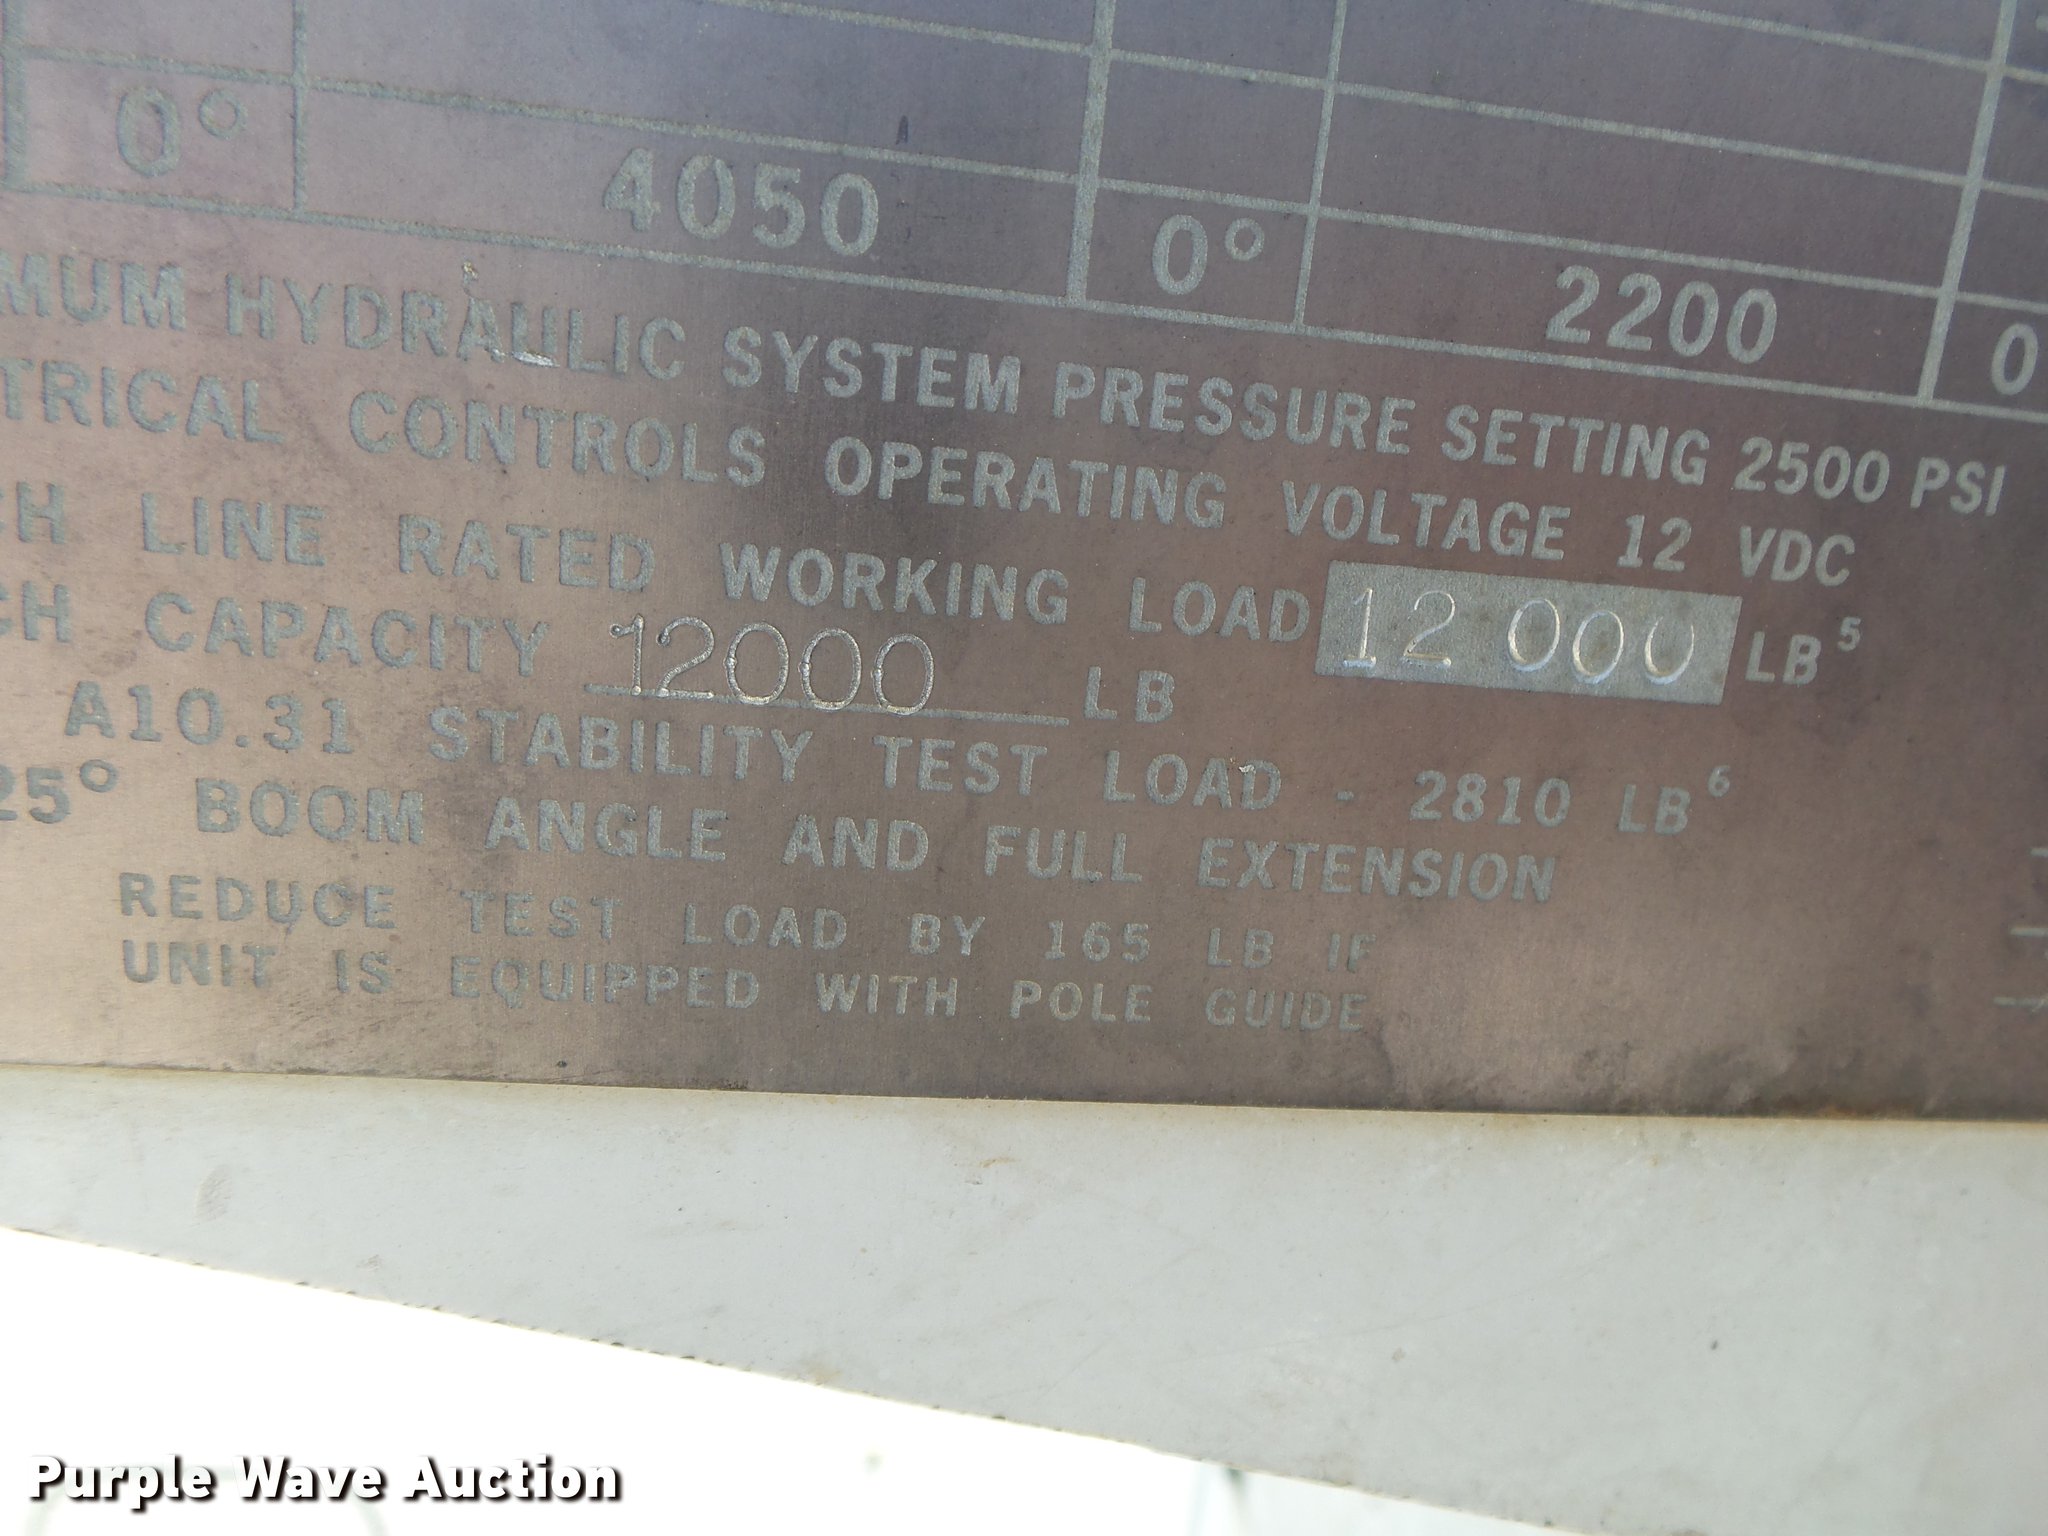 0° 4050 0° 2200 0
MUM HYDRAULIC SYSTEM PRESSURE SETTING 2500 PSI
TRICAL CONTROLS OPERATING VOLTAGE 12 VDC
CH LINE RATED WORKING LOAD 12 000 LB⁵
CH CAPACITY 12000 LB
A10.31 STABILITY TEST LOAD - 2810 LB⁶
25° BOOM ANGLE AND FULL EXTENSION
REDUCE TEST LOAD BY 165 LB IF
UNIT IS EQUIPPED WITH POLE GUIDE
Purple Wave Auction